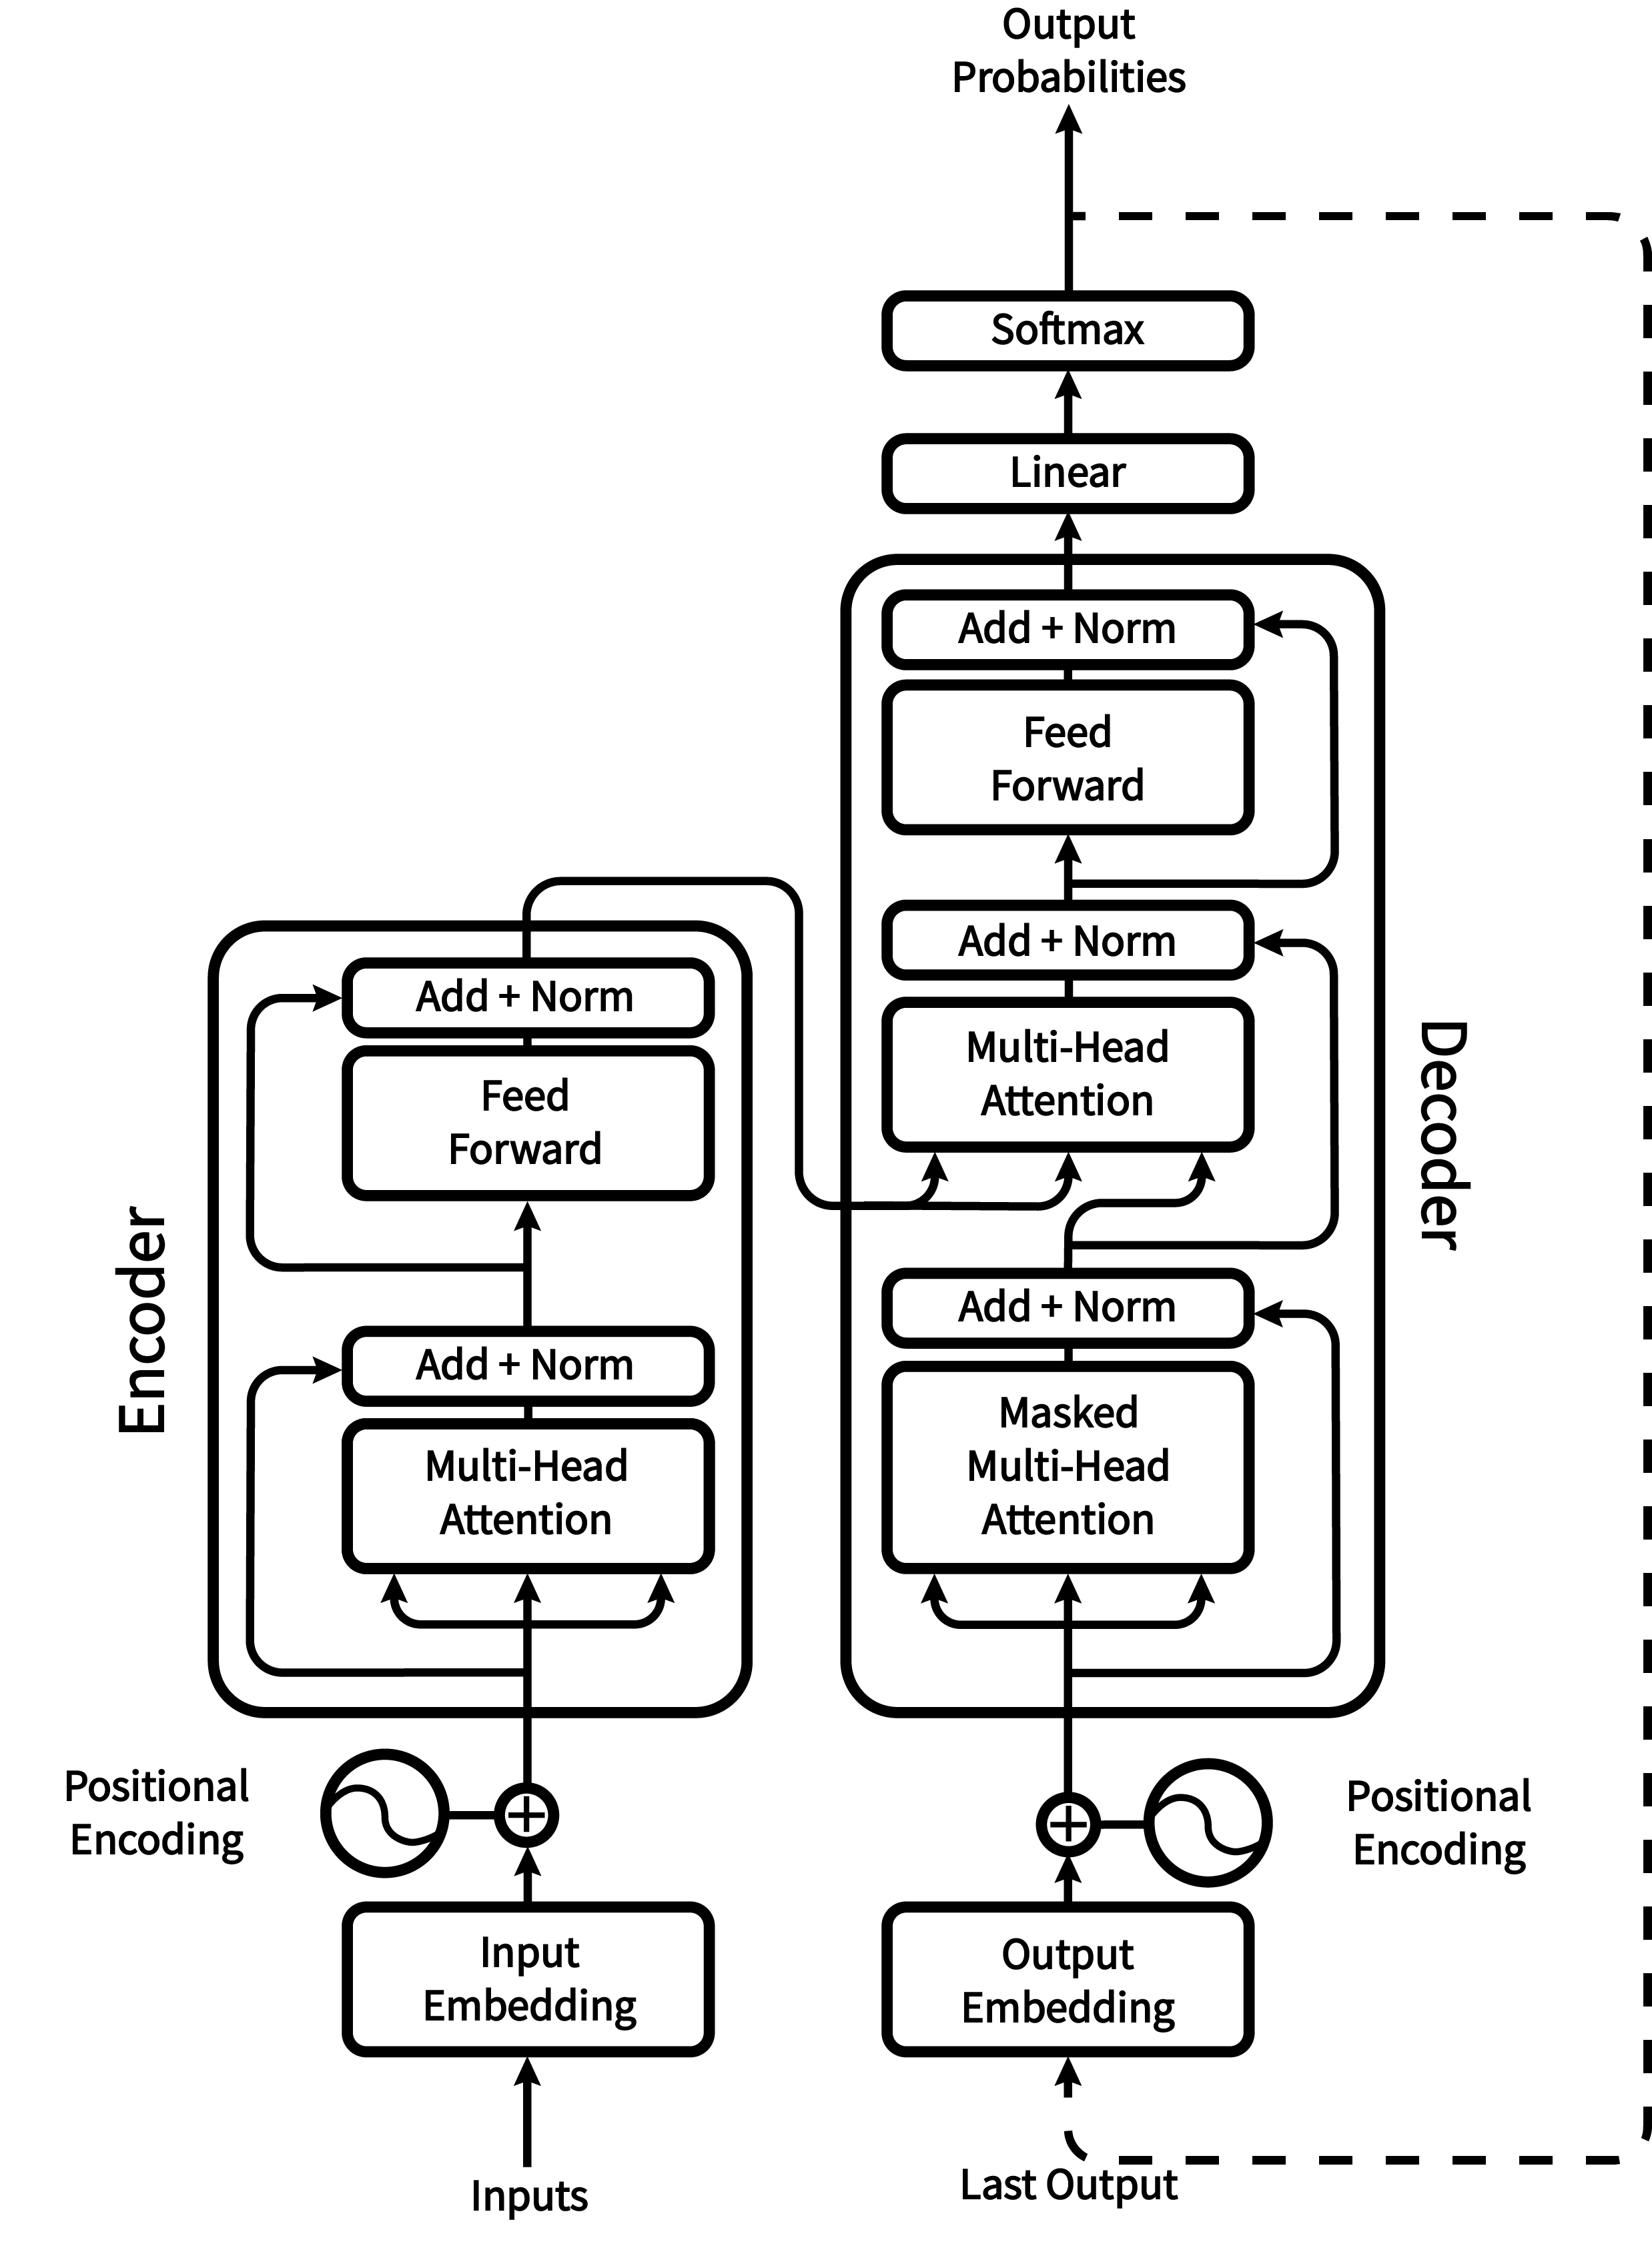 Output
Probabilities
Softmax
Linear
Add + Norm
Feed
Forward
Add + Norm
Multi-Head
Attention
Add + Norm
Masked
Multi-Head
Attention
Decoder
Positional
Encoding
Output
Embedding
Last Output
Add + Norm
Feed
Forward
Add + Norm
Multi-Head
Attention
Encoder
Positional
Encoding
Input
Embedding
Inputs